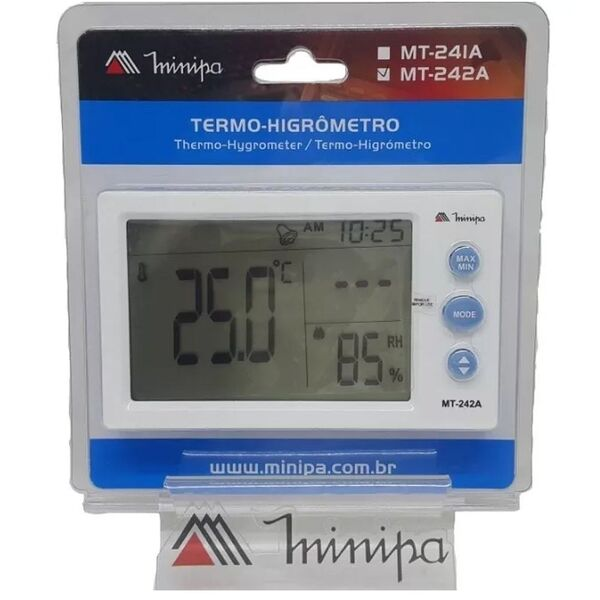 Minipa
MT-241A
MT-242A
TERMO-HIGRÔMETRO
Thermo-Hygrometer / Termo-Higrómetro
Minipa
AM 10:25
25.0 °C
---
85 RH %
MAX
MIN
MODE
MT-242A
www.minipa.com.br
Minipa